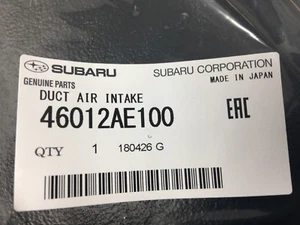 SUBARU
SUBARU CORPORATION
GENUINE PARTS
MADE IN JAPAN
DUCT AIR INTAKE
46012AE100
EAC
QTY 1 180426 G